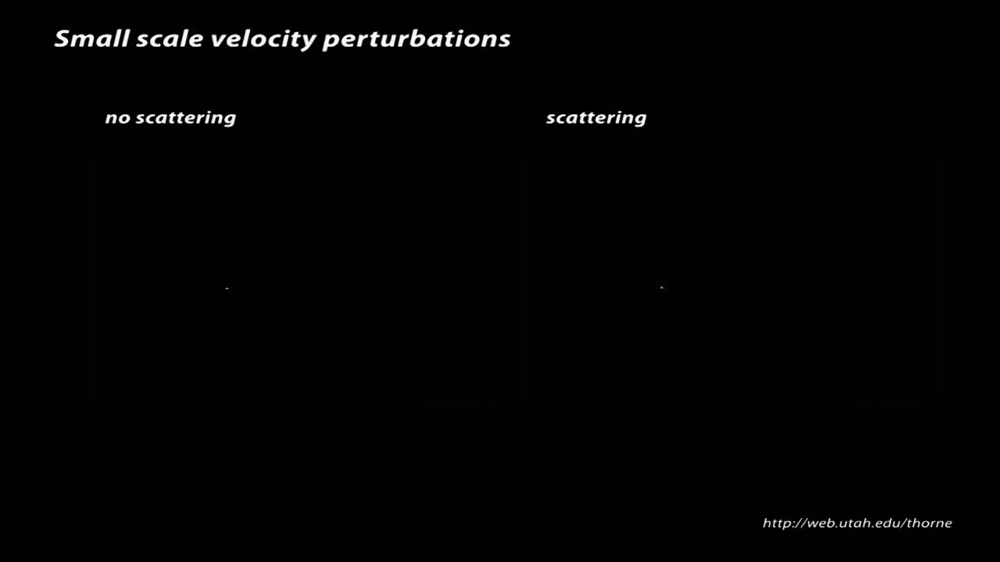 Small scale velocity perturbations
no scattering
scattering
http://web.utah.edu/thorne